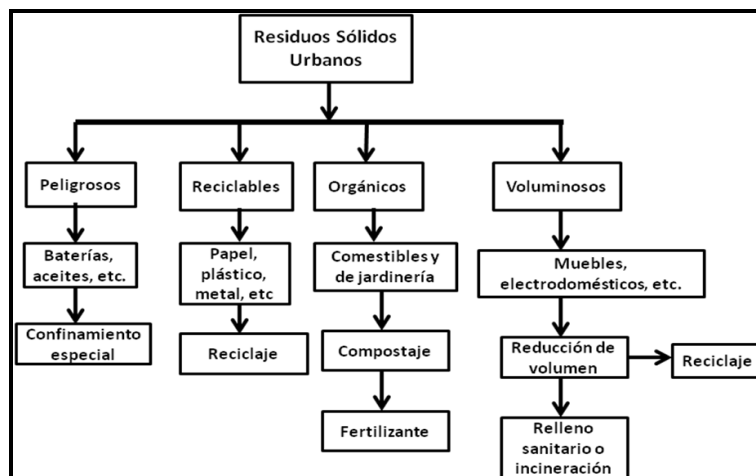 Residuos Sólidos
Urbanos
Peligrosos
Reciclables
Orgánicos
Voluminosos
Baterías,
aceites, etc.
Papel,
plástico,
metal, etc
Comestibles y
de jardinería
Muebles,
electrodomésticos, etc.
Confinamiento
especial
Reciclaje
Compostaje
Reducción de
volumen
Reciclaje
Fertilizante
Relleno
sanitario o
incineración